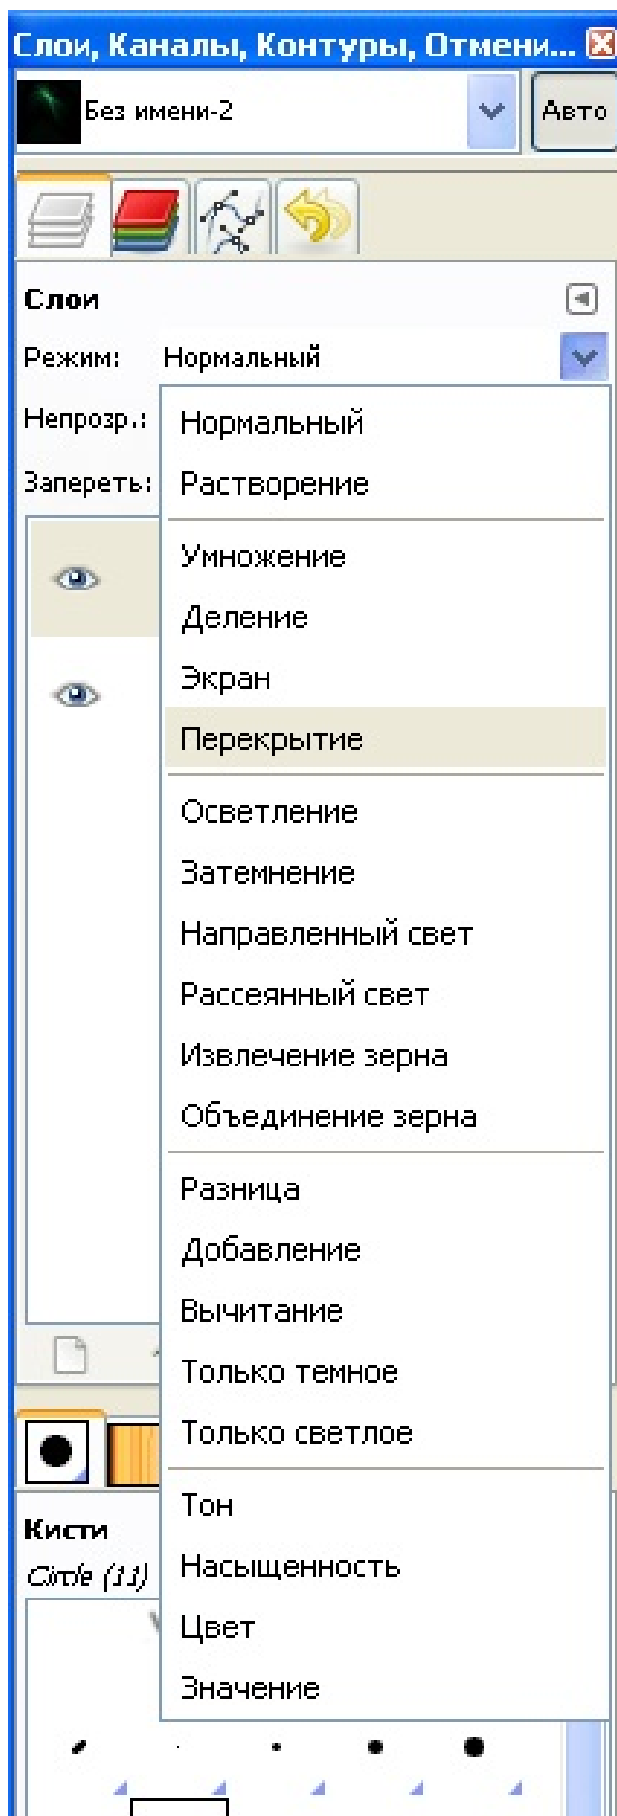 Слои, Каналы, Контуры, Отмени...
Без имени-2
Авто
Слои
Режим: Нормальный
Непрозр.:
Запереть:
Нормальный
Растворение
Умножение
Деление
Экран
Перекрытие
Осветление
Затемнение
Направленный свет
Рассеянный свет
Извлечение зерна
Объединение зерна
Разница
Добавление
Вычитание
Только темное
Только светлое
Тон
Насыщенность
Цвет
Значение
Кисти
Circle (11)